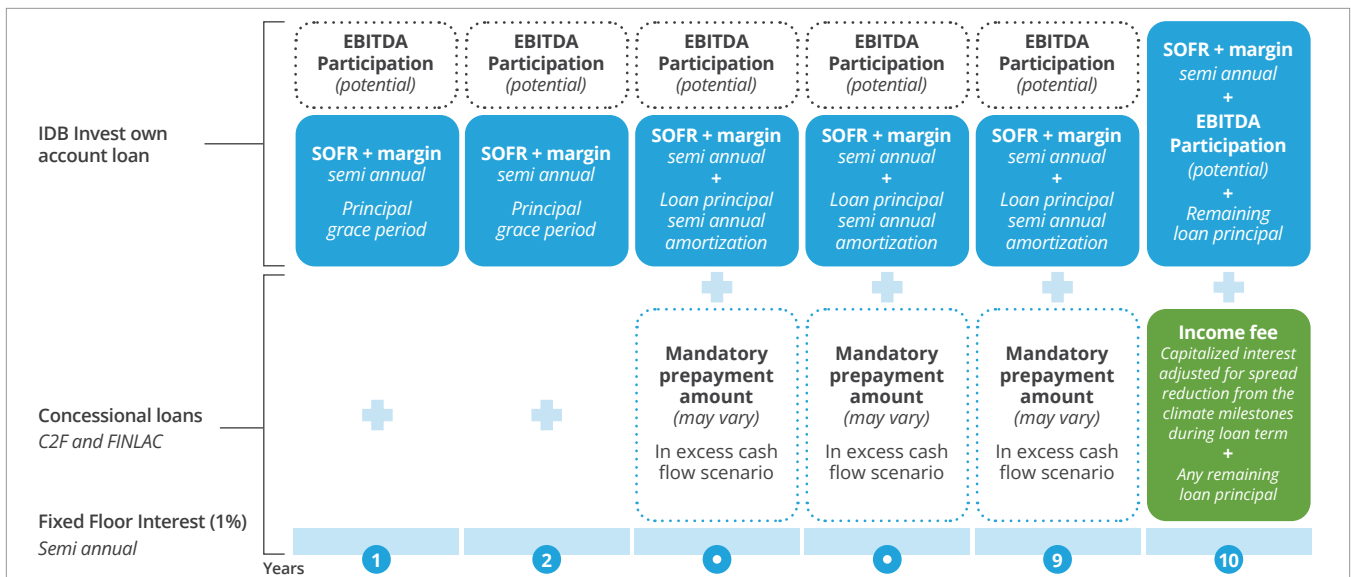 IDB Invest own
account loan
EBITDA
Participation
(potential)
SOFR + margin
semi annual
Principal
grace period
EBITDA
Participation
(potential)
SOFR + margin
semi annual
Principal
grace period
EBITDA
Participation
(potential)
SOFR + margin
semi annual
+
Loan principal
semi annual
amortization
EBITDA
Participation
(potential)
SOFR + margin
semi annual
+
Loan principal
semi annual
amortization
EBITDA
Participation
(potential)
SOFR + margin
semi annual
+
Loan principal
semi annual
amortization
SOFR + margin
semi annual
+
EBITDA
Participation
(potential)
+
Remaining
loan principal
Concessional loans
C2F and FINLAC
Mandatory
prepayment
amount
(may vary)
In excess cash
flow scenario
Mandatory
prepayment
amount
(may vary)
In excess cash
flow scenario
Mandatory
prepayment
amount
(may vary)
In excess cash
flow scenario
Income fee
Capitalized interest
adjusted for spread
reduction from the
climate milestones
during loan term
+
Any remaining
loan principal
Fixed Floor Interest (1%)
Semi annual
Years
1
2
9
10